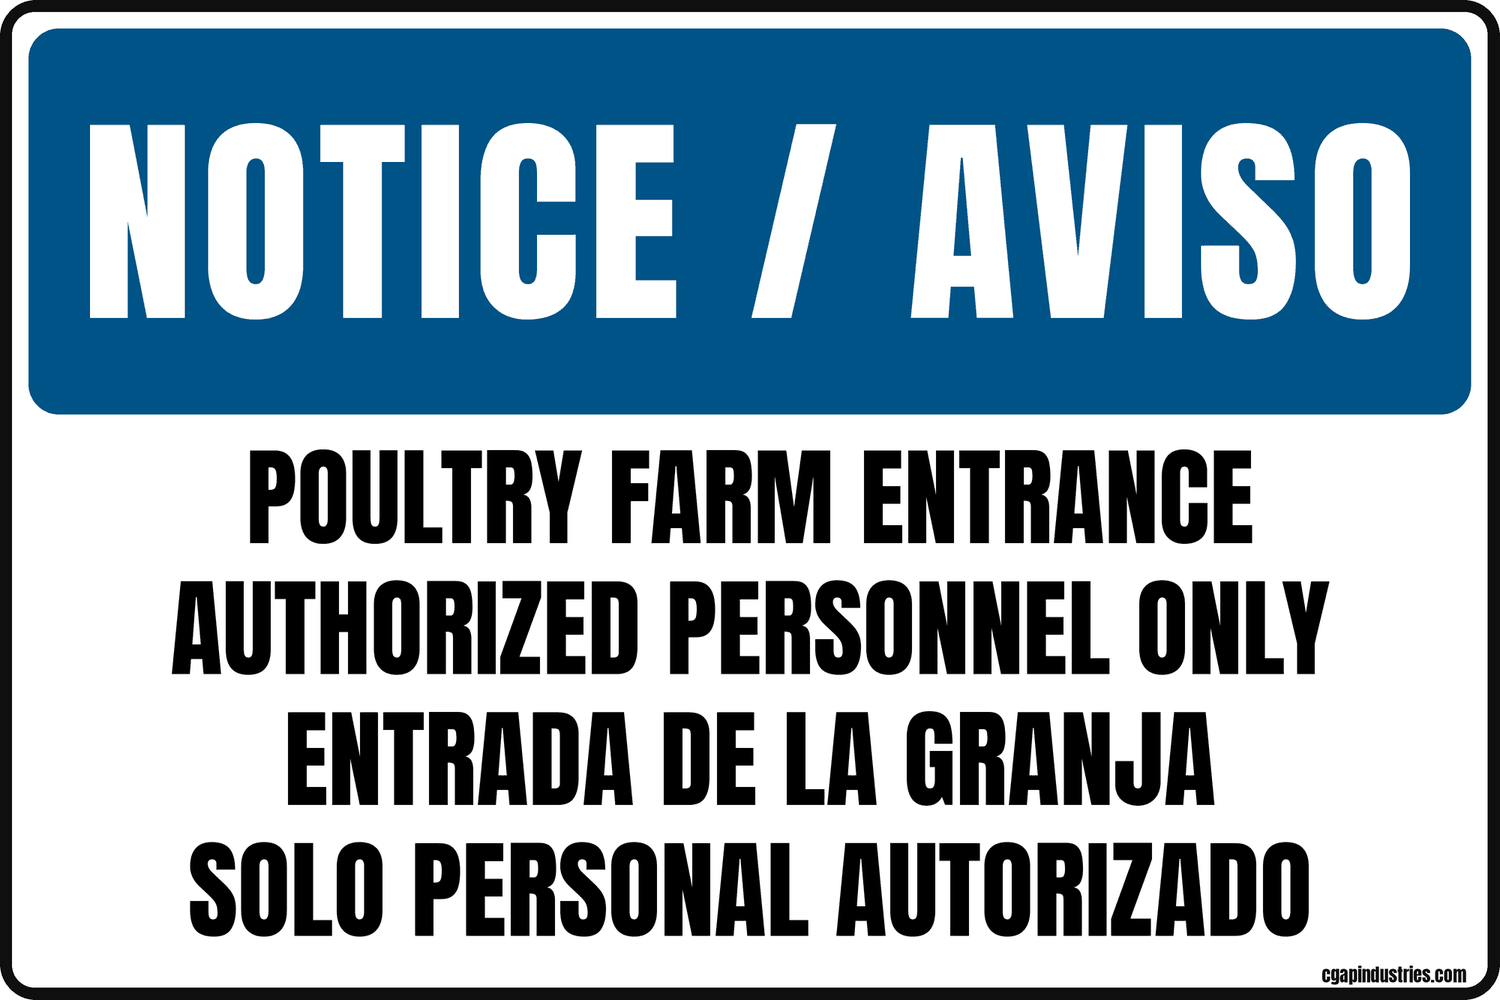 NOTICE / AVISO
POULTRY FARM ENTRANCE
AUTHORIZED PERSONNEL ONLY
ENTRADA DE LA GRANJA
SOLO PERSONAL AUTORIZADO
cgapindustries.com